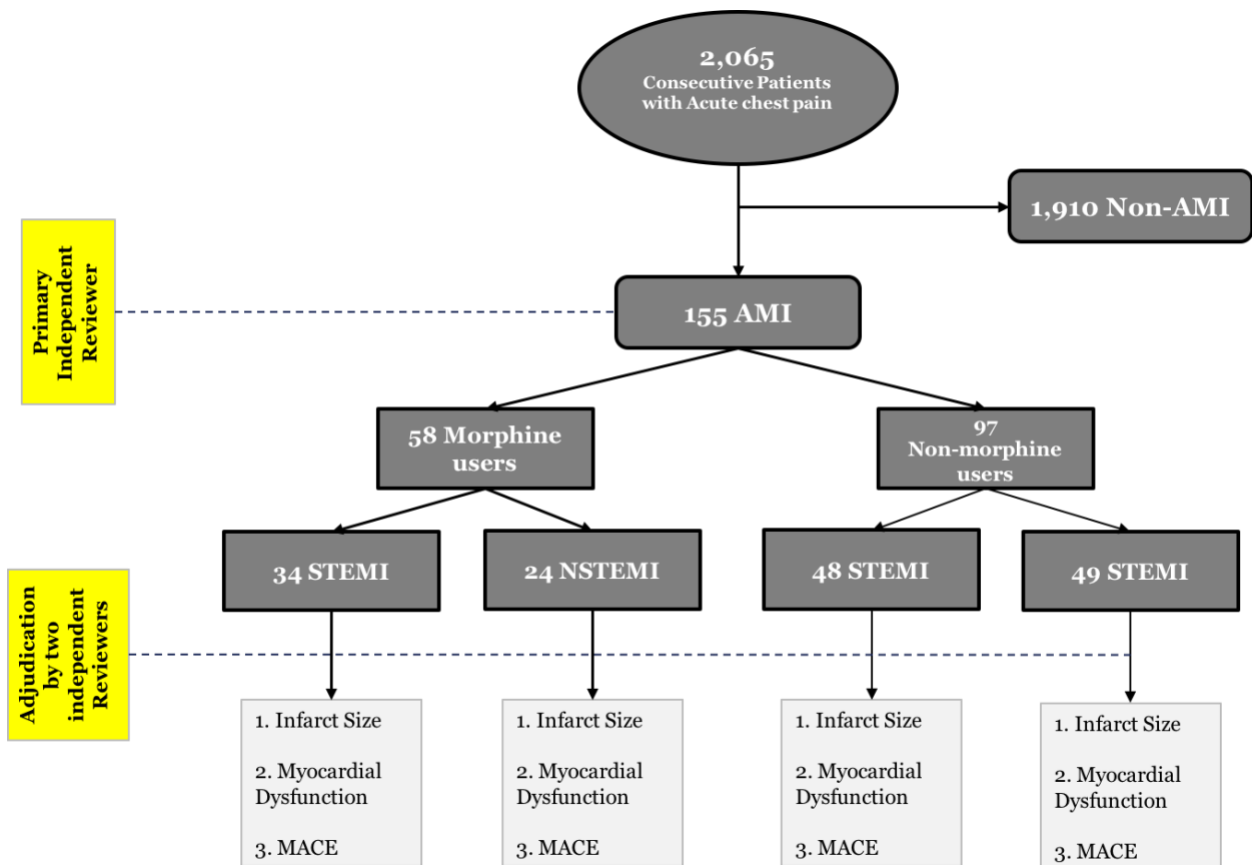 2,065
Consecutive Patients
with Acute chest pain
1,910 Non-AMI
Primary
Independent
Reviewer
155 AMI
58 Morphine
users
97
Non-morphine
users
34 STEMI
24 NSTEMI
48 STEMI
49 STEMI
Adjudication
by two
independent
Reviewers
1. Infarct Size
2. Myocardial
Dysfunction
3. MACE
1. Infarct Size
2. Myocardial
Dysfunction
3. MACE
1. Infarct Size
2. Myocardial
Dysfunction
3. MACE
1. Infarct Size
2. Myocardial
Dysfunction
3. MACE